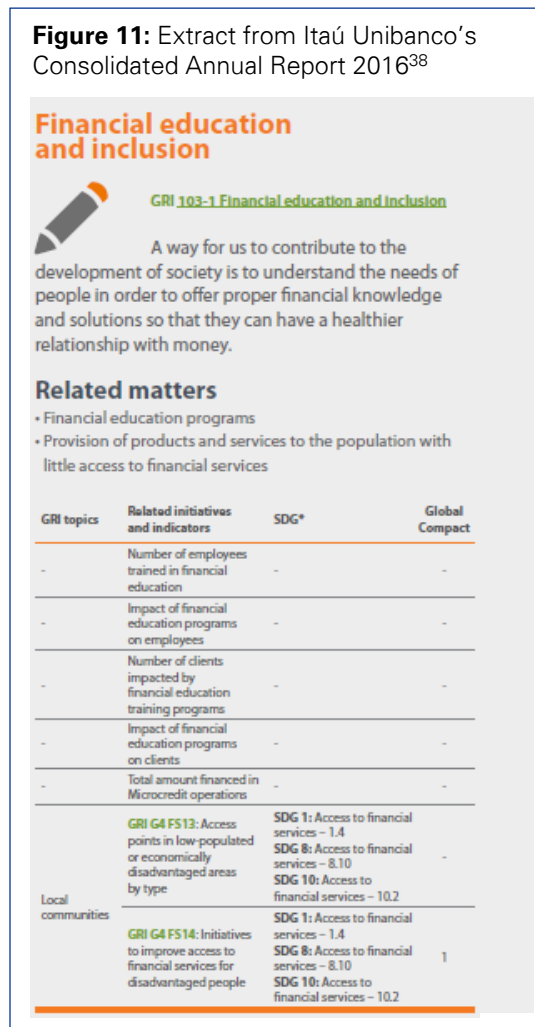 Figure 11: Extract from Itaú Unibanco's
Consolidated Annual Report 2016³⁸
Financial education
and inclusion
GRI 103-1 Financial education and inclusion
A way for us to contribute to the
development of society is to understand the needs of
people in order to offer proper financial knowledge
and solutions so that they can have a healthier
relationship with money.
Related matters
• Financial education programs
• Provision of products and services to the population with
little access to financial services
GRI topics
Related initiatives
and indicators
SDG*
Global
Compact
-
Number of employees
trained in financial
education
-
-
-
Impact of financial
education programs
on employees
-
-
-
Number of clients
impacted by
financial education
training programs
-
-
-
Impact of financial
education programs
on clients
-
-
-
Total amount financed in
Microcredit operations
-
-
Local
communities
GRI G4 FS13: Access
points in low-populated
or economically
disadvantaged areas
by type
SDG 1: Access to financial
services – 1.4
SDG 8: Access to financial
services – 8.10
SDG 10: Access to
financial services – 10.2
-
GRI G4 FS14: Initiatives
to improve access to
financial services for
disadvantaged people
SDG 1: Access to financial
services – 1.4
SDG 8: Access to financial
services – 8.10
SDG 10: Access to
financial services – 10.2
1